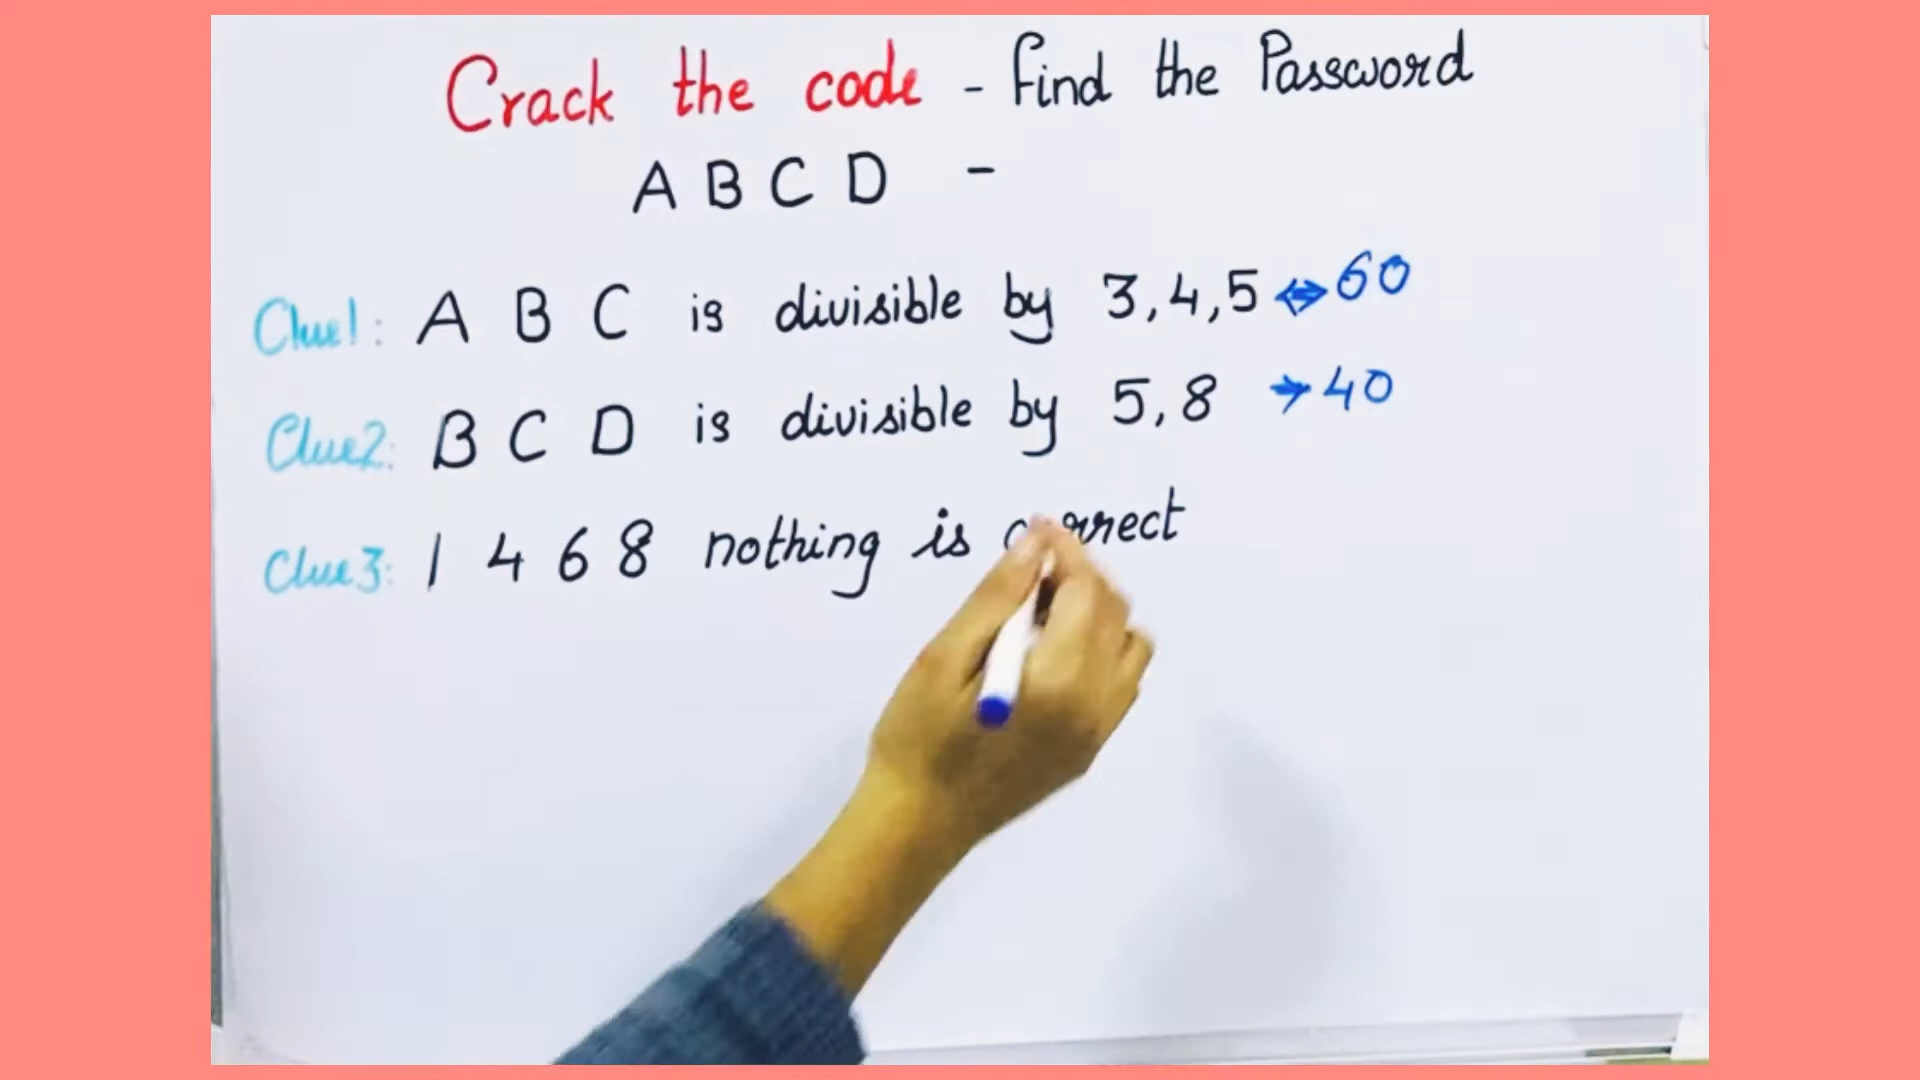 Crack the code - Find the Password
A B C D -
Clue1: A B C is divisible by 3,4,5 ⇔ 60
Clue2: B C D is divisible by 5,8 → 40
Clue3: 1 4 6 8 nothing is correct